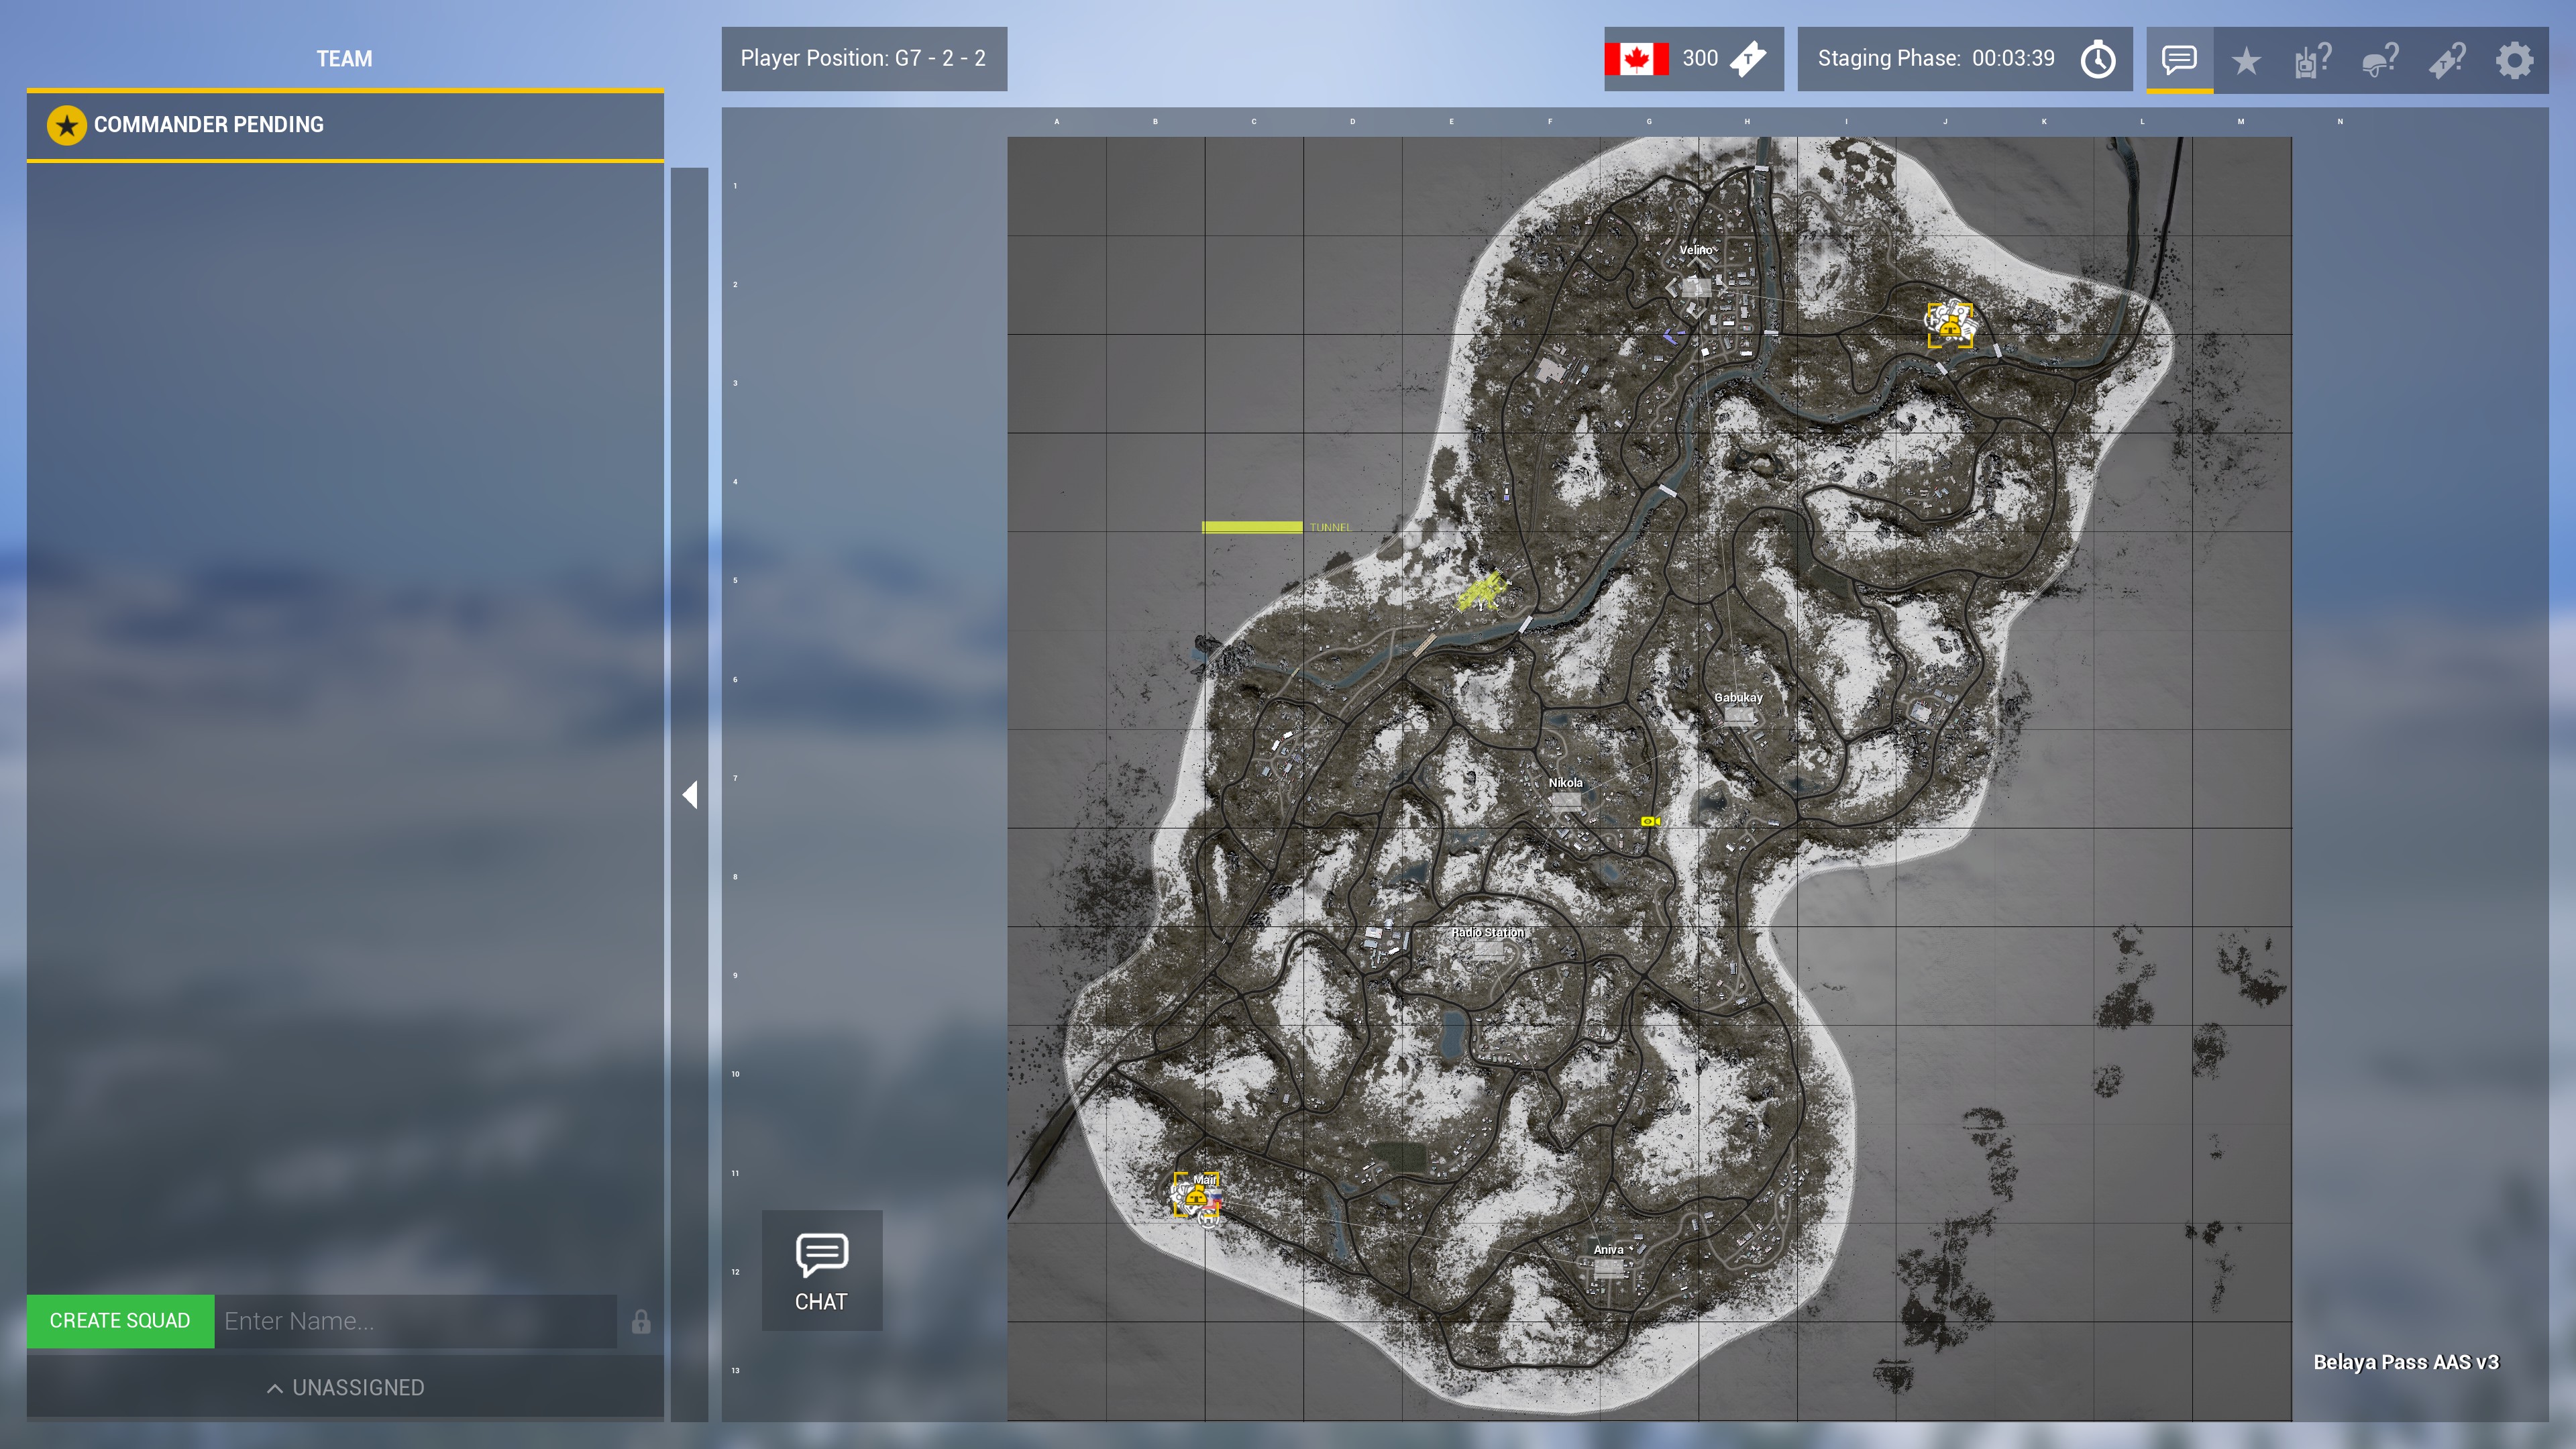 TEAM
Player Position: G7 - 2 - 2
300
T
Staging Phase: 00:03:39
? ? ?
COMMANDER PENDING
A B C D E F G H I J K L M N
1
Velino
2
3
4
TUNNEL
5
6
Gabukay
7
Nikola
8
Radio Station
9
10
11
Main
H
Aniva
12
CHAT
CREATE SQUAD Enter Name...
Belaya Pass AAS v3
13
UNASSIGNED